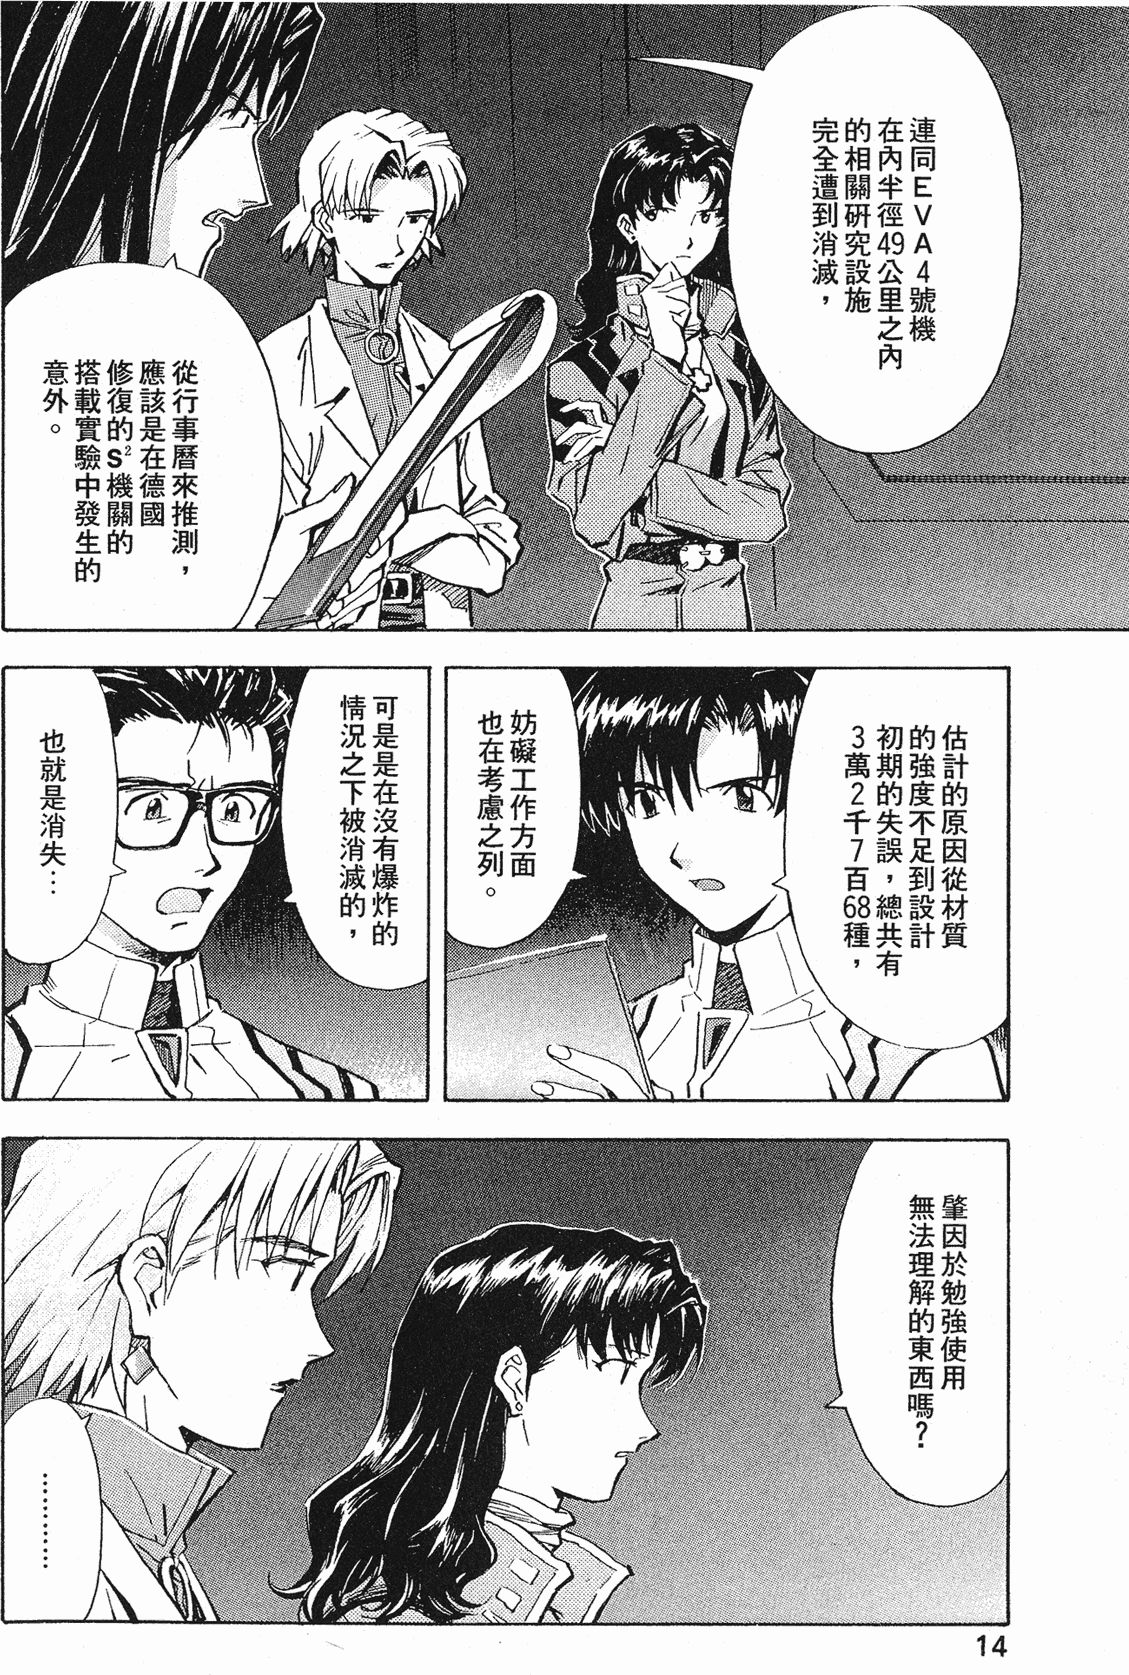 連同EVA4號機
在內半徑49公里之內
的相關研究設施
完全遭到消滅，
從行事曆來推測，
應該是在德國
修復的S²機關的
搭載實驗中發生的
意外。
估計的原因從材質
的強度不足到設計
初期的失誤，總共有
3萬2千7百68種，
妨礙工作方面
也在考慮之列。
可是是在沒有爆炸的
情況之下被消滅的，
也就是消失…
肇因於勉強使用
無法理解的東西嗎？
…………
14